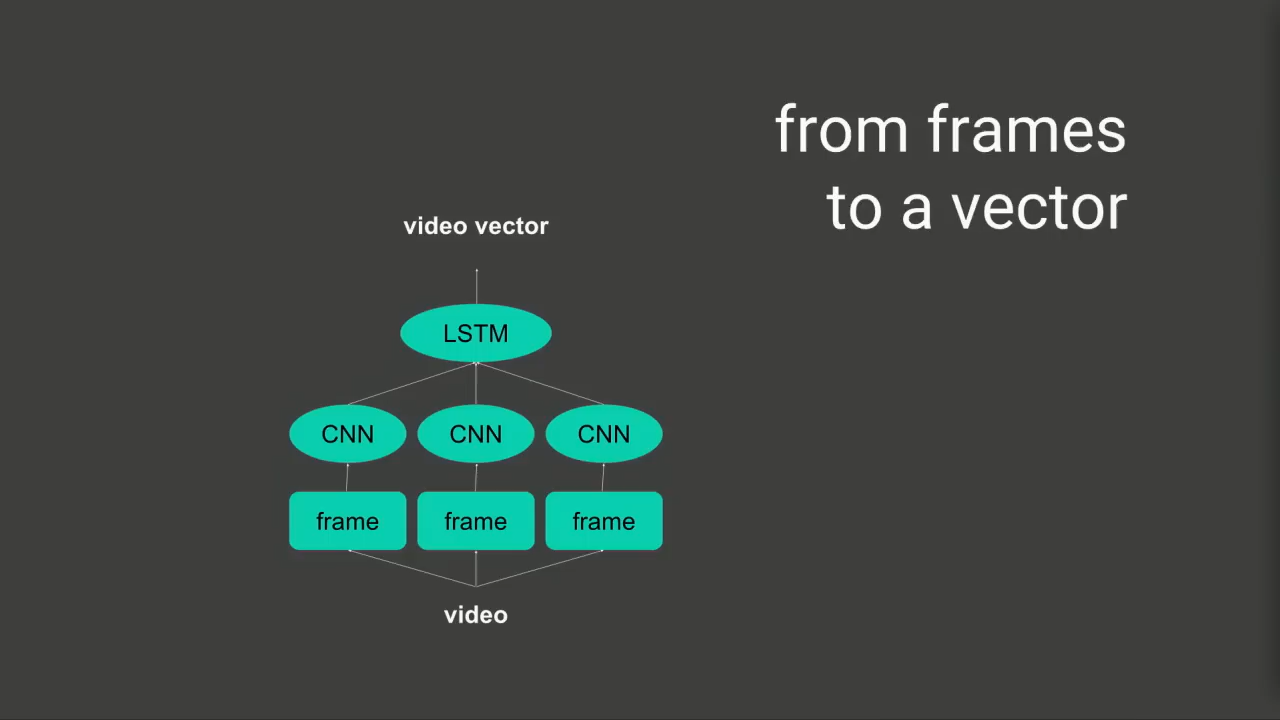 from frames
to a vector
video vector
LSTM
CNN CNN CNN
frame frame frame
video